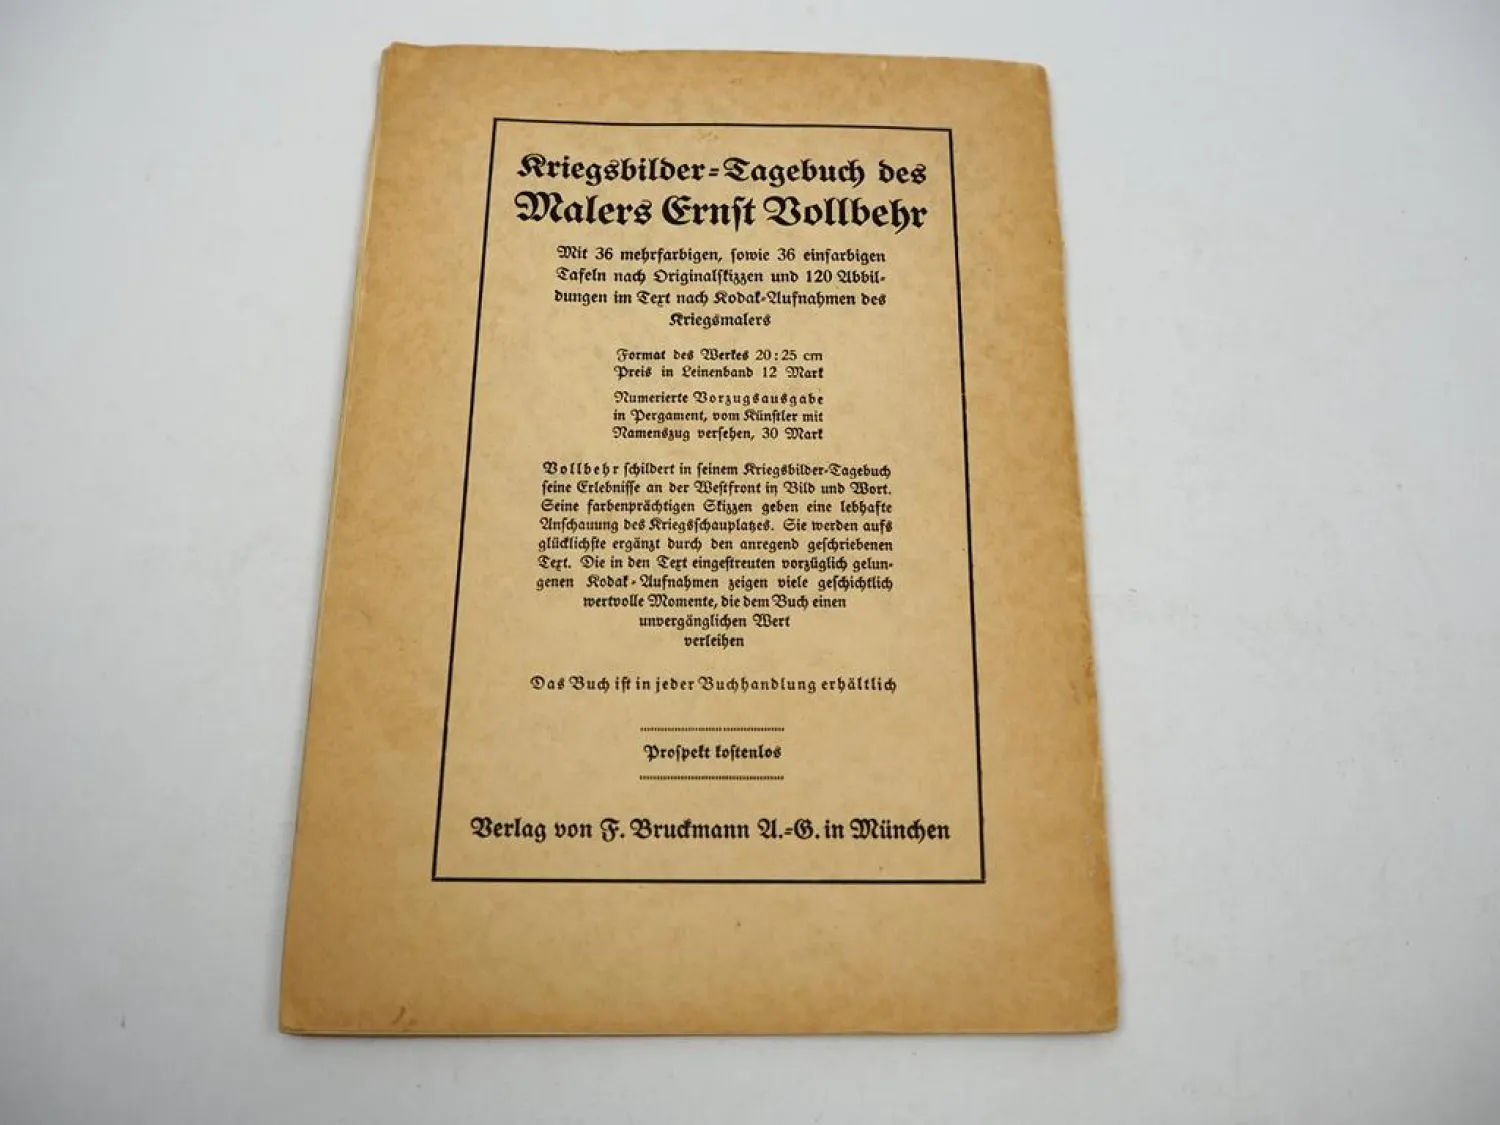 Kriegsbilder-Tagebuch des
Malers Ernst Vollbehr
Mit 36 mehrfarbigen, sowie 36 einfarbigen
Tafeln nach Originalskizzen und 120 Abbil-
dungen im Text nach Kodak-Aufnahmen des
Kriegsmalers
Format des Werkes 20:25 cm
Preis in Leinenband 12 Mark
Numerierte Vorzugsausgabe
in Pergament, vom Künstler mit
Namenszug versehen, 30 Mark
Vollbehr schildert in seinem Kriegsbilder-Tagebuch
seine Erlebnisse an der Westfront in Bild und Wort.
Seine farbenprächtigen Skizzen geben eine lebhafte
Anschauung des Kriegsschauplatzes. Sie werden aufs
glücklichste ergänzt durch den anregend geschriebenen
Text. Die in den Text eingestreuten vorzüglich gelun-
genen Kodak-Aufnahmen zeigen viele geschichtlich
wertvolle Momente, die dem Buch einen
unvergänglichen Wert
verleihen
Das Buch ist in jeder Buchhandlung erhältlich
Prospekt kostenlos
Verlag von F. Bruckmann A.-G. in München